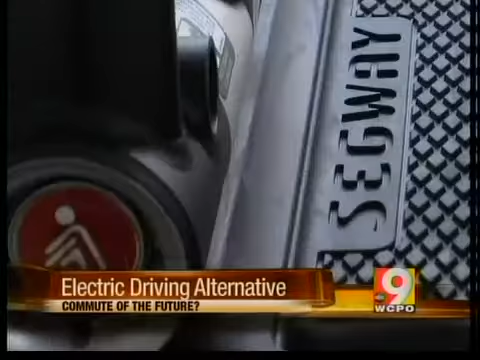 SEGWAY
Electric Driving Alternative
COMMUTE OF THE FUTURE?
9
WCPO